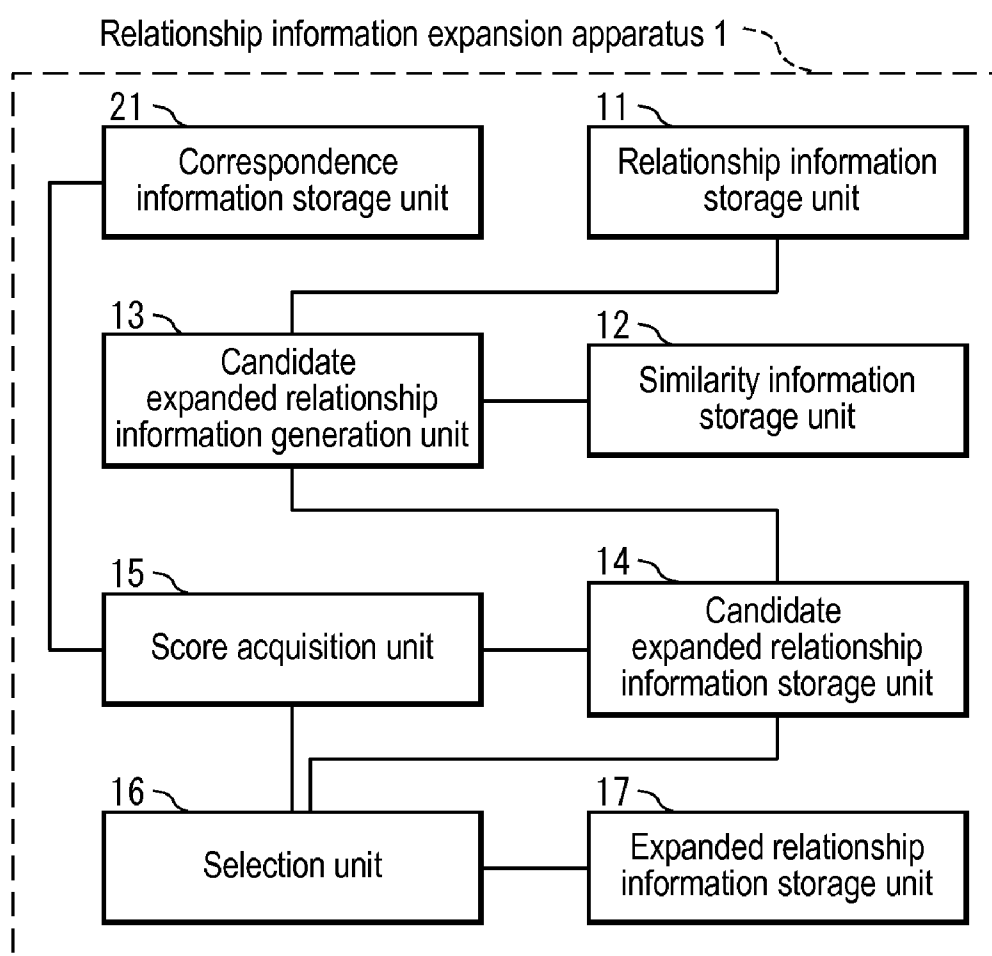 Relationship information expansion apparatus 1
21
Correspondence
information storage unit
11
Relationship information
storage unit
13
Candidate
expanded relationship
information generation unit
12
Similarity information
storage unit
15
Score acquisition unit
14
Candidate
expanded relationship
information storage unit
16
Selection unit
17
Expanded relationship
information storage unit